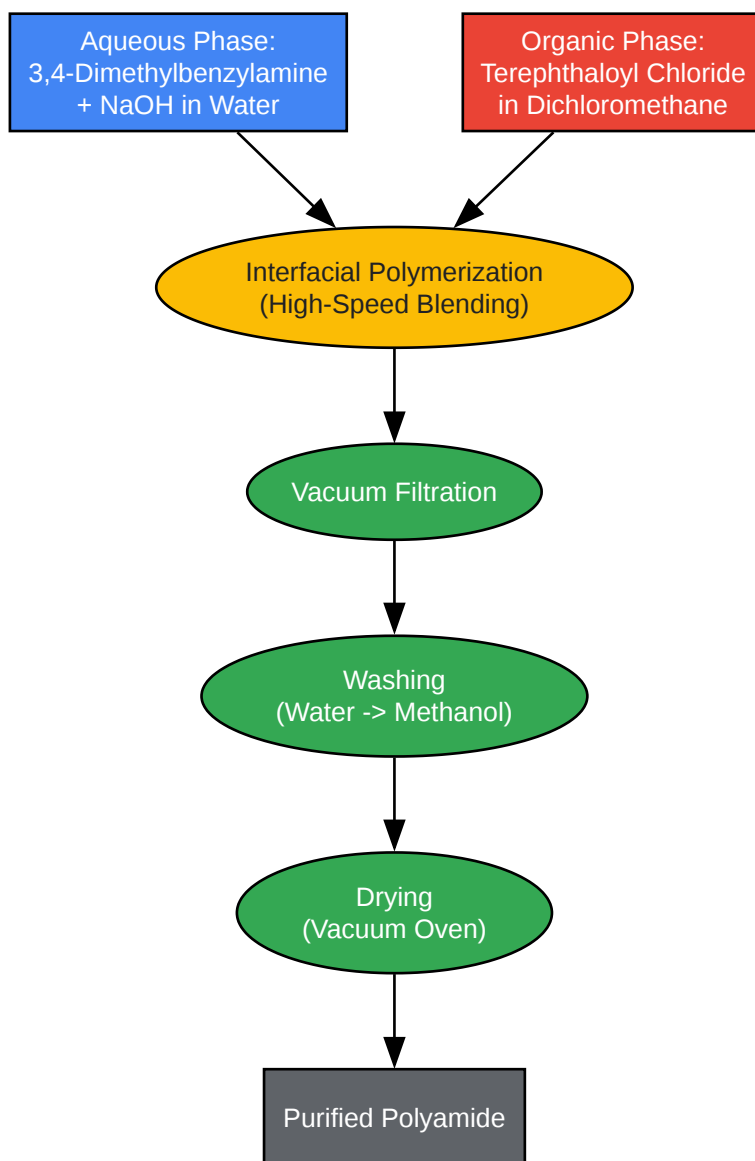 Aqueous Phase:
3,4-Dimethylbenzylamine
+ NaOH in Water
Organic Phase:
Terephthaloyl Chloride
in Dichloromethane
Interfacial Polymerization
(High-Speed Blending)
Vacuum Filtration
Washing
(Water -> Methanol)
Drying
(Vacuum Oven)
Purified Polyamide